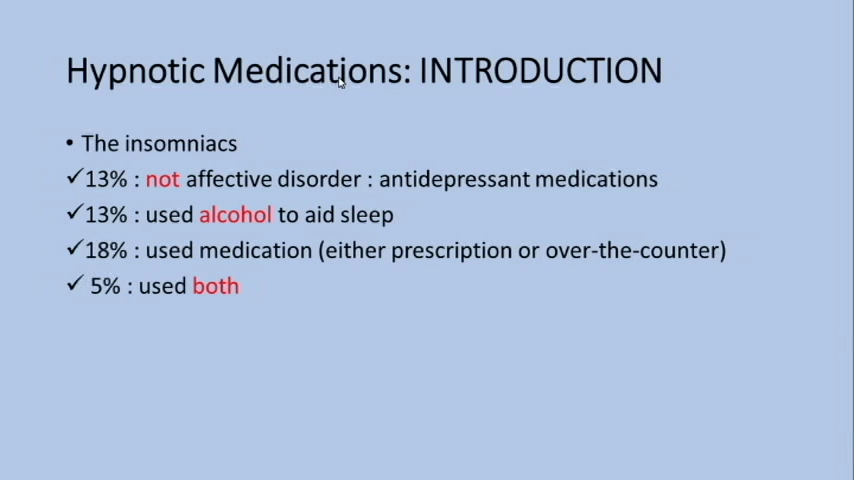 Hypnotic Medications: INTRODUCTION
• The insomniacs
✓13% : not affective disorder : antidepressant medications
✓13% : used alcohol to aid sleep
✓18% : used medication (either prescription or over-the-counter)
✓ 5% : used both